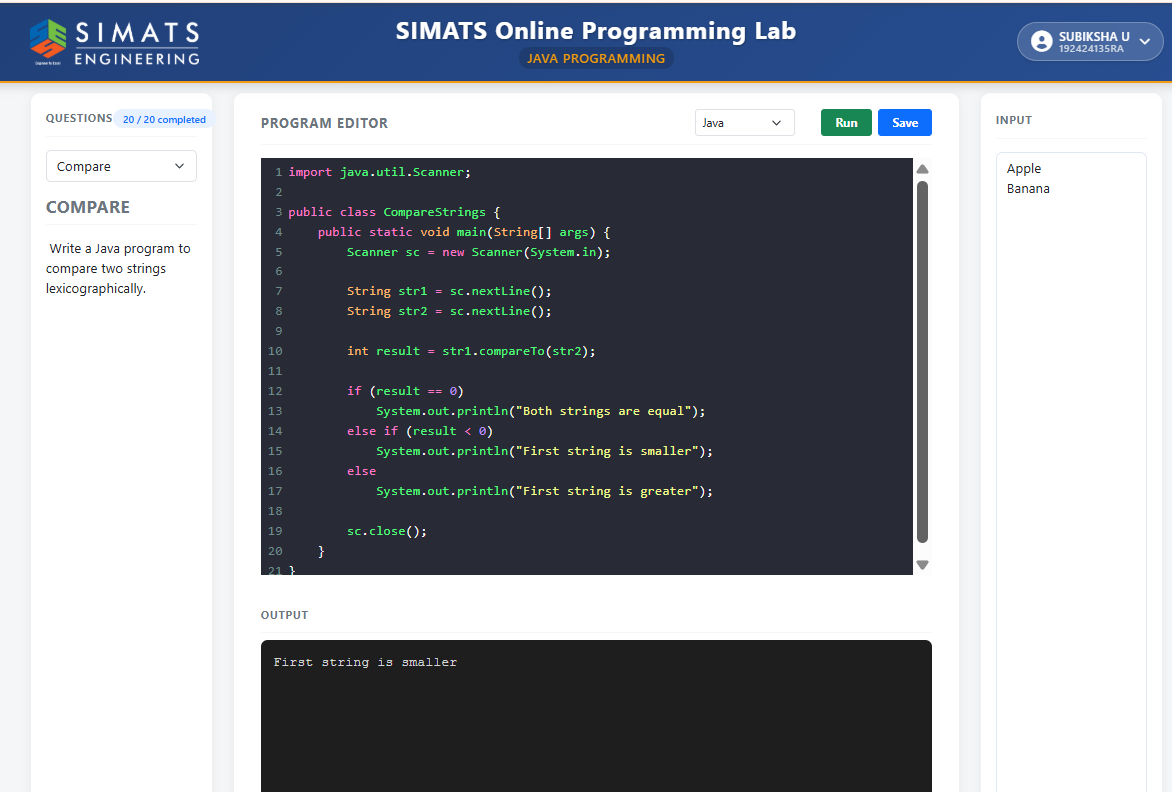 SIMATS
ENGINEERING
Engineer to Excel
SIMATS Online Programming Lab
JAVA PROGRAMMING
SUBIKSHA U
192424135RA
QUESTIONS
20 / 20 completed
Compare
COMPARE
Write a Java program to
compare two strings
lexicographically.
PROGRAM EDITOR
Java
Run
Save
1 import java.util.Scanner;
2
3 public class CompareStrings {
4     public static void main(String[] args) {
5         Scanner sc = new Scanner(System.in);
6
7         String str1 = sc.nextLine();
8         String str2 = sc.nextLine();
9
10         int result = str1.compareTo(str2);
11
12         if (result == 0)
13             System.out.println("Both strings are equal");
14         else if (result < 0)
15             System.out.println("First string is smaller");
16         else
17             System.out.println("First string is greater");
18
19         sc.close();
20     }
21 }
OUTPUT
First string is smaller
INPUT
Apple
Banana